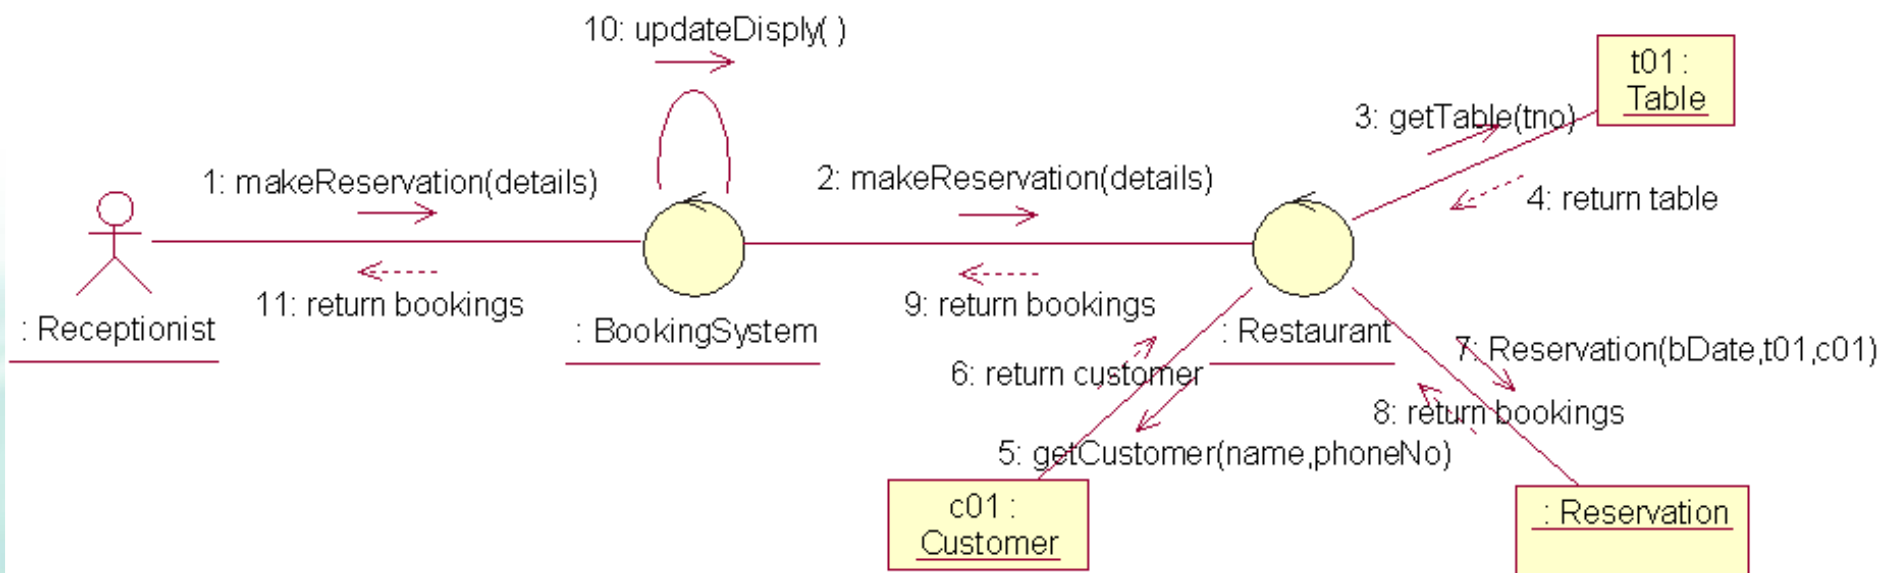 10: updateDisply( )
t01 :
Table
3: getTable(tno)
1: makeReservation(details)
2: makeReservation(details)
4: return table
11: return bookings
9: return bookings
: Receptionist
: BookingSystem
: Restaurant
7: Reservation(bDate,t01,c01)
6: return customer
8: return bookings
5: getCustomer(name,phoneNo)
c01 :
Customer
: Reservation